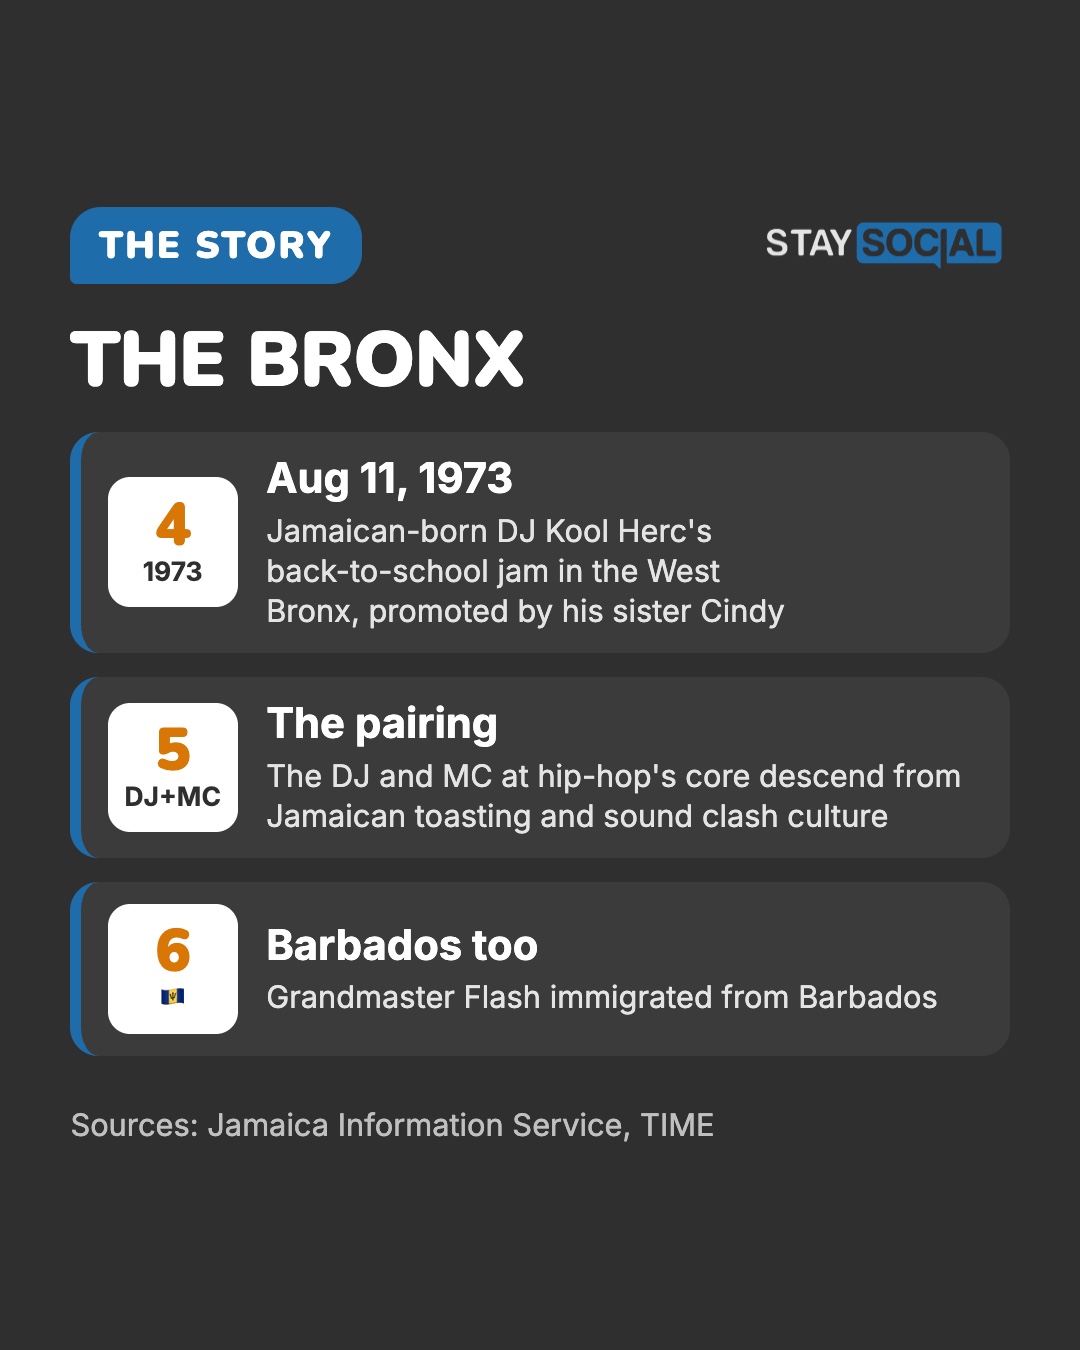 THE STORY
STAY SOCIAL
THE BRONX
4
1973
Aug 11, 1973
Jamaican-born DJ Kool Herc's
back-to-school jam in the West
Bronx, promoted by his sister Cindy
5
DJ+MC
The pairing
The DJ and MC at hip-hop's core descend from
Jamaican toasting and sound clash culture
6
Barbados too
Grandmaster Flash immigrated from Barbados
Sources: Jamaica Information Service, TIME